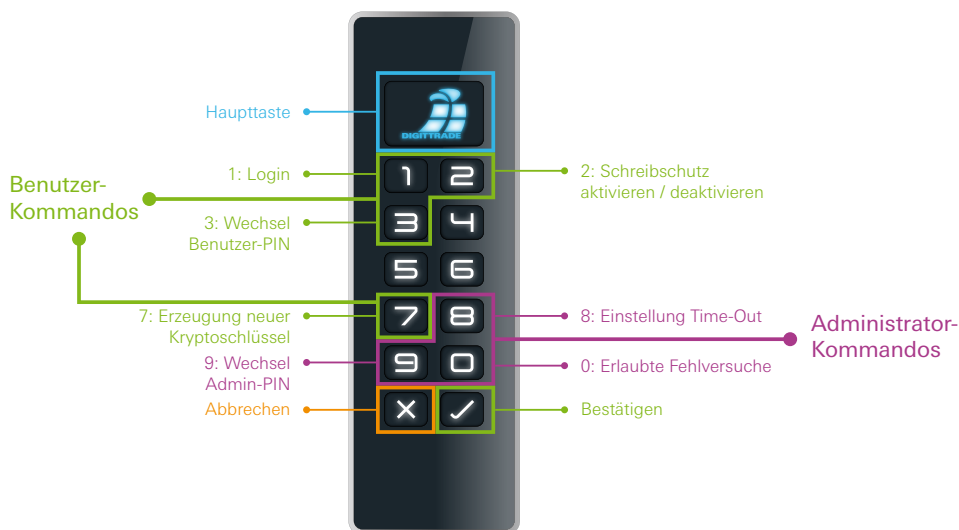 Haupttaste
DIGITTRADE
1: Login
1 2
2: Schreibschutz
aktivieren / deaktivieren
Benutzer-
Kommandos
3: Wechsel
Benutzer-PIN
3 4
5 6
7: Erzeugung neuer
Kryptoschlüssel
7 8
8: Einstellung Time-Out
Administrator-
Kommandos
9: Wechsel
Admin-PIN
9 0
0: Erlaubte Fehlversuche
Abbrechen
Bestätigen